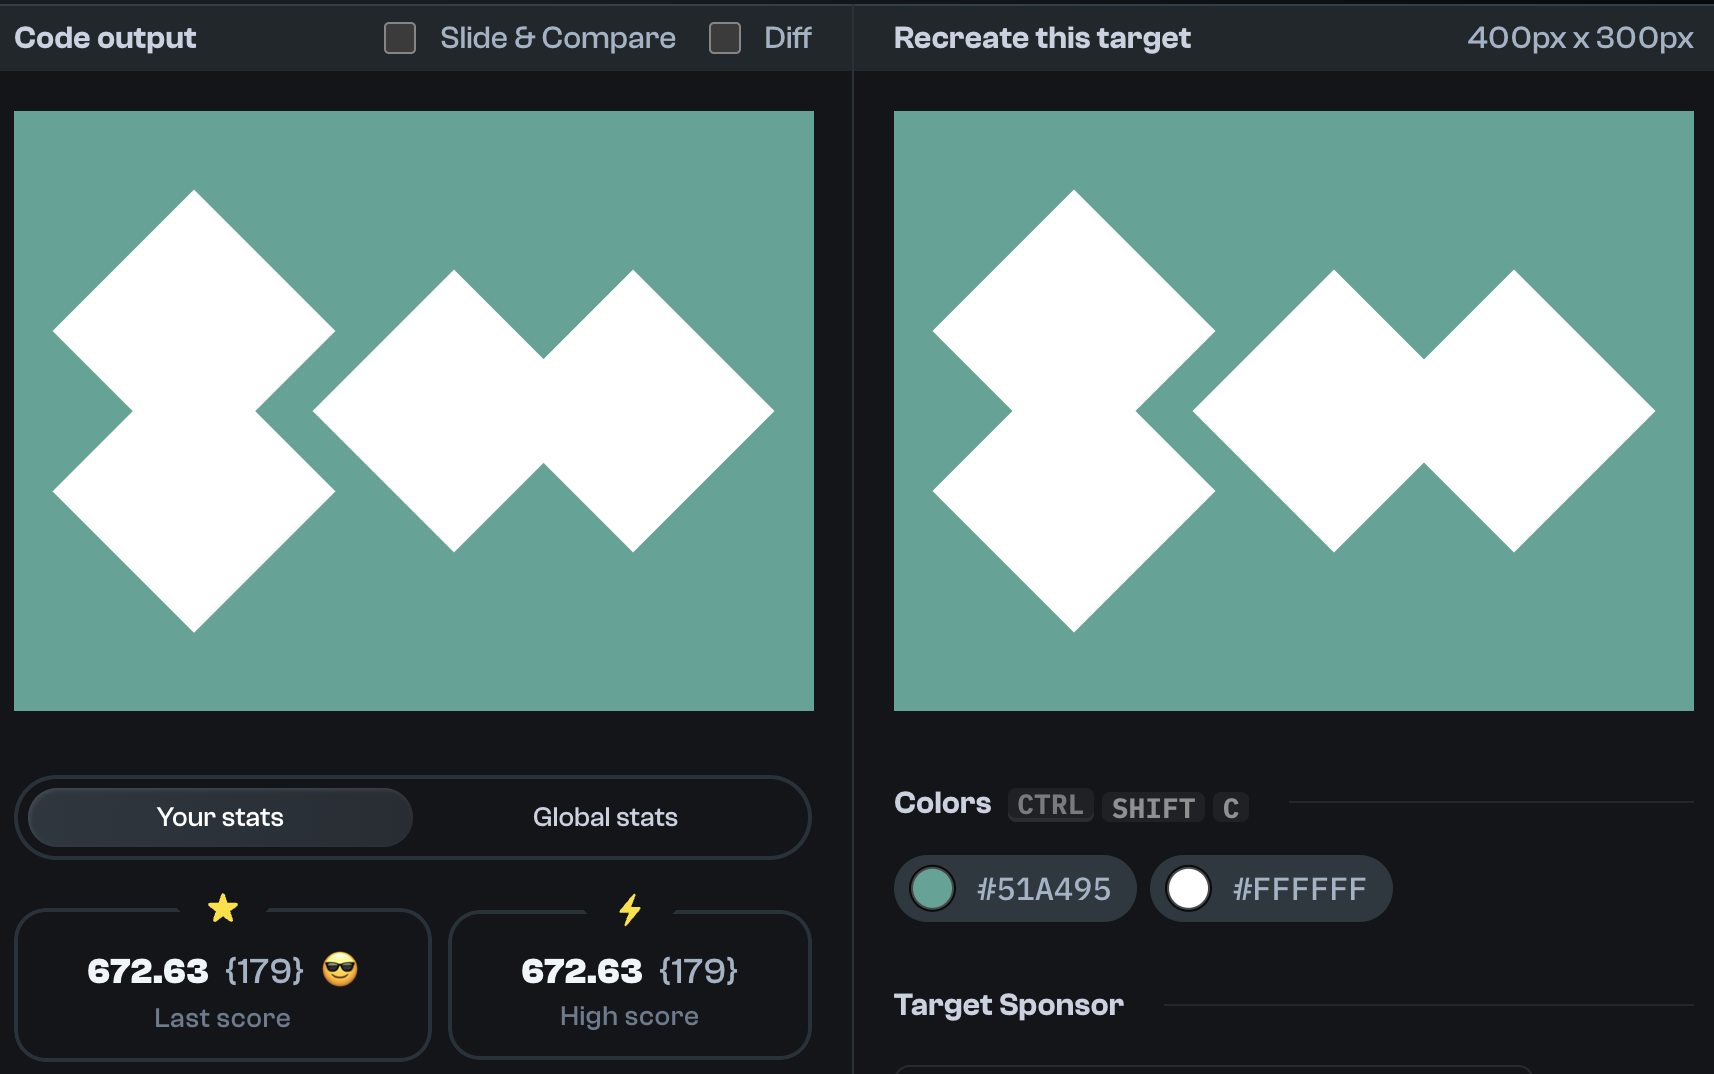 Code output
Slide & Compare
Diff
Recreate this target
400px x 300px
Your stats
Global stats
672.63 {179} 😎
Last score
672.63 {179}
High score
Colors CTRL SHIFT C
#51A495
#FFFFFF
Target Sponsor